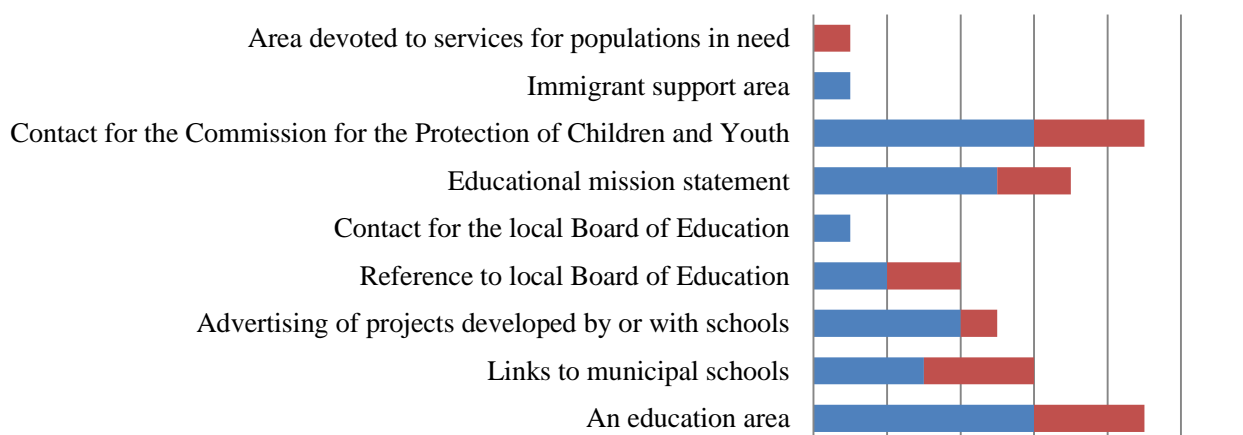 Area devoted to services for populations in need
Immigrant support area
Contact for the Commission for the Protection of Children and Youth
Educational mission statement
Contact for the local Board of Education
Reference to local Board of Education
Advertising of projects developed by or with schools
Links to municipal schools
An education area